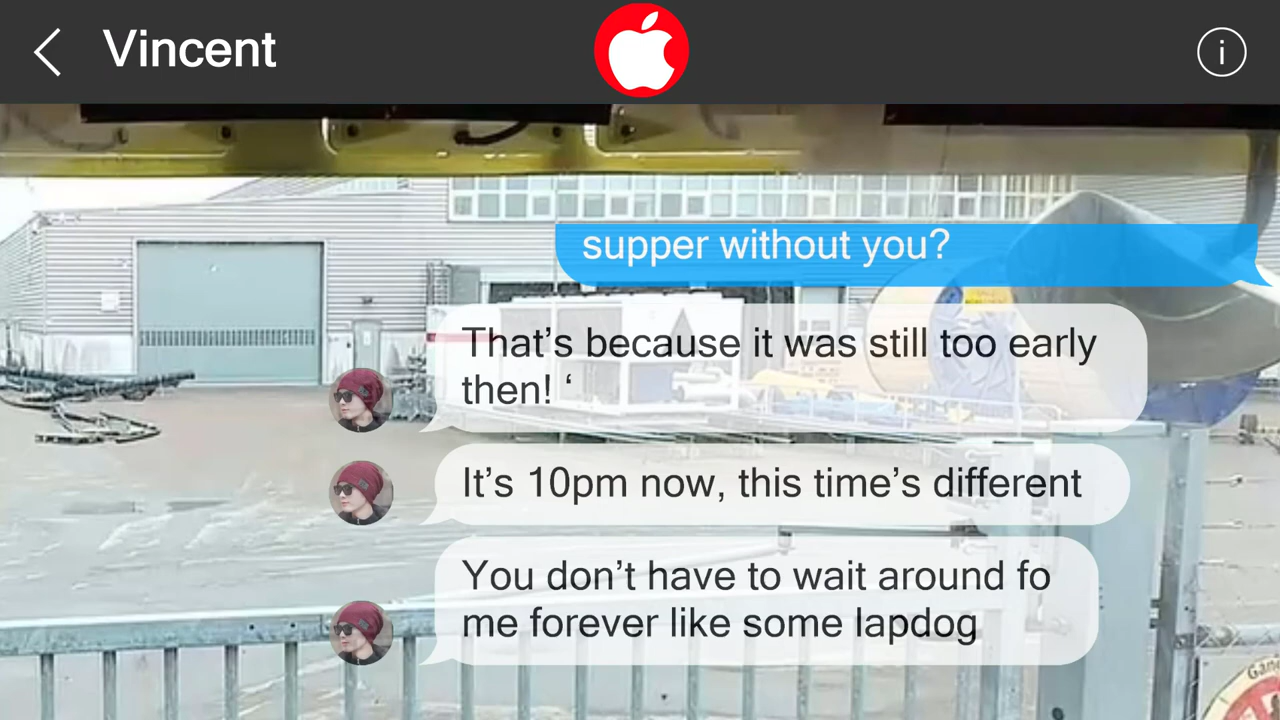 Vincent
i
supper without you?
That’s because it was still too early
then! ‘
It’s 10pm now, this time’s different
You don’t have to wait around fo
me forever like some lapdog